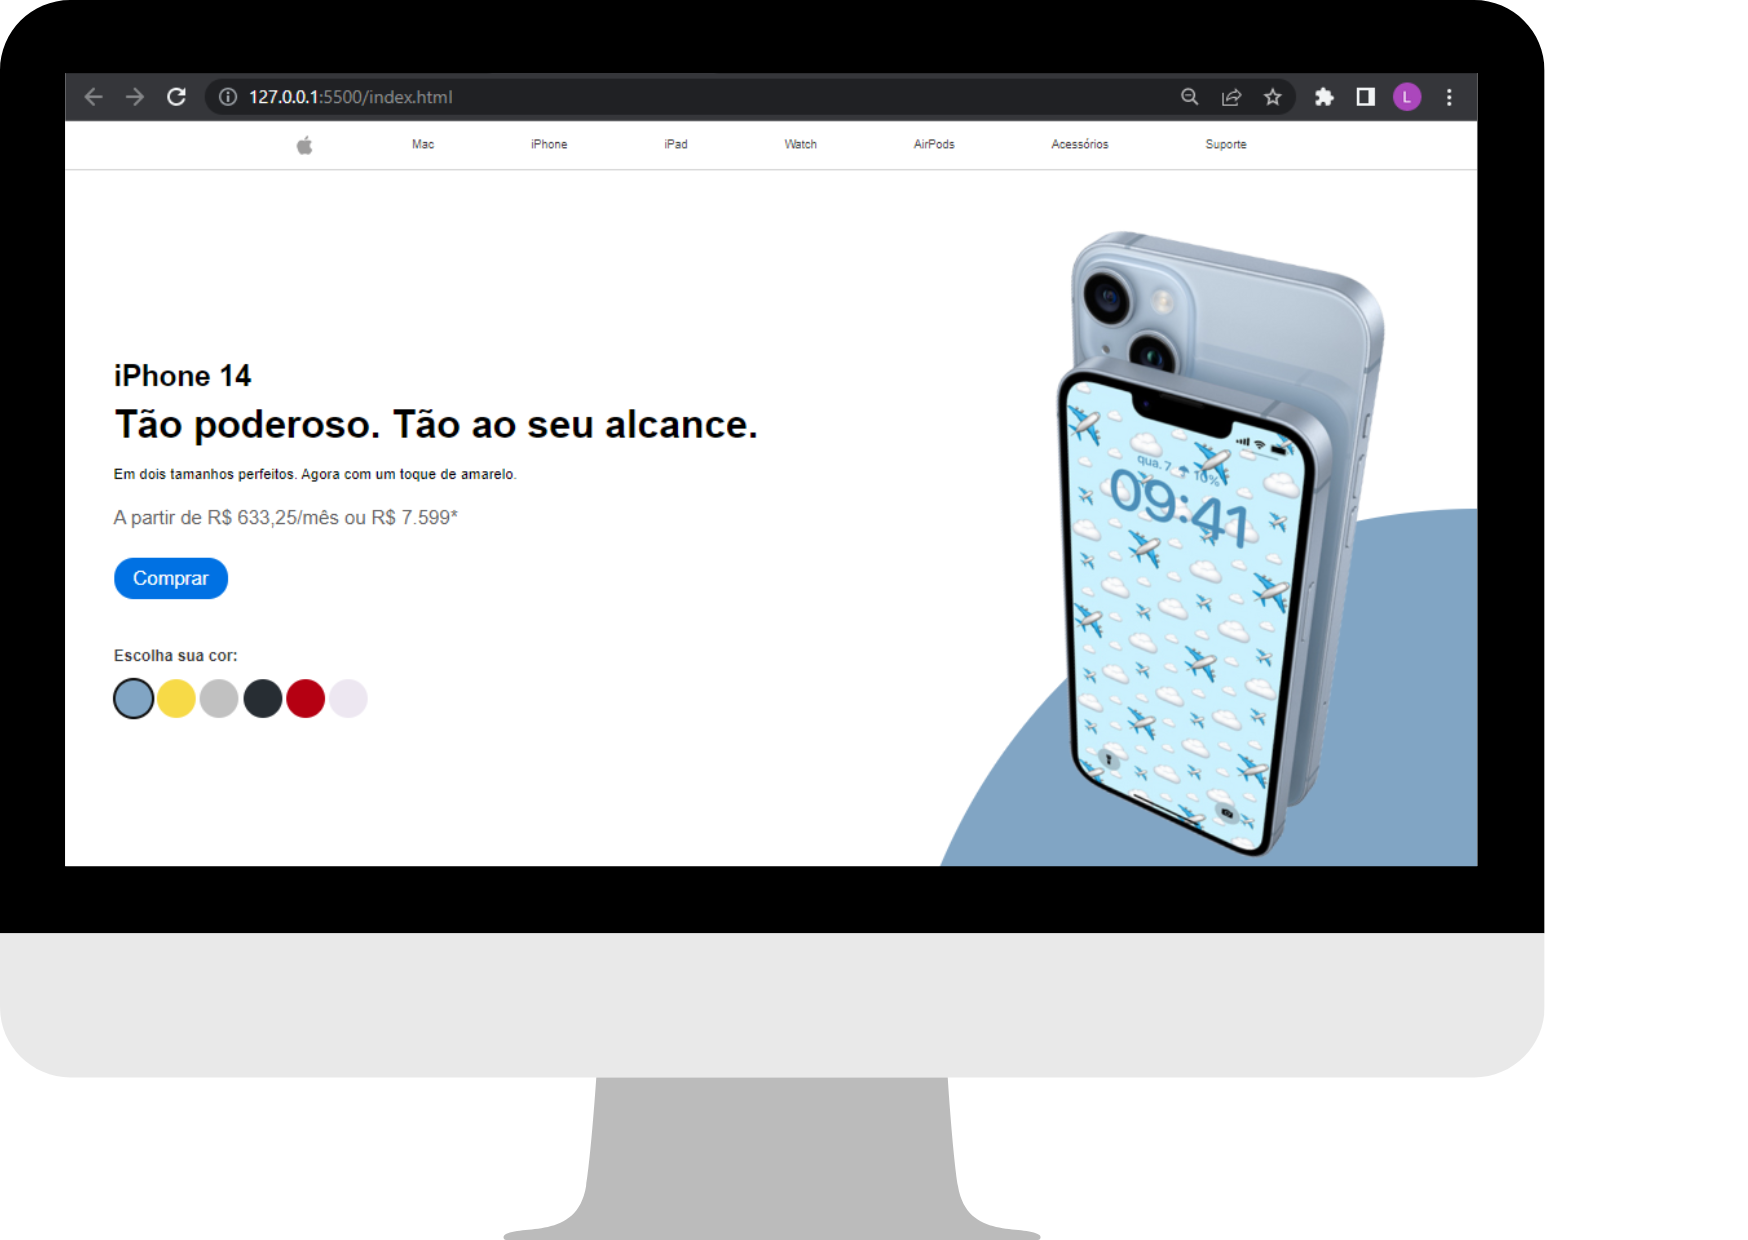 127.0.0.1:5500/index.html
L
Mac iPhone iPad Watch AirPods Acessórios Suporte
iPhone 14
Tão poderoso. Tão ao seu alcance.
Em dois tamanhos perfeitos. Agora com um toque de amarelo.
A partir de R$ 633,25/mês ou R$ 7.599*
Comprar
Escolha sua cor:
qua. 7 10%
09:41